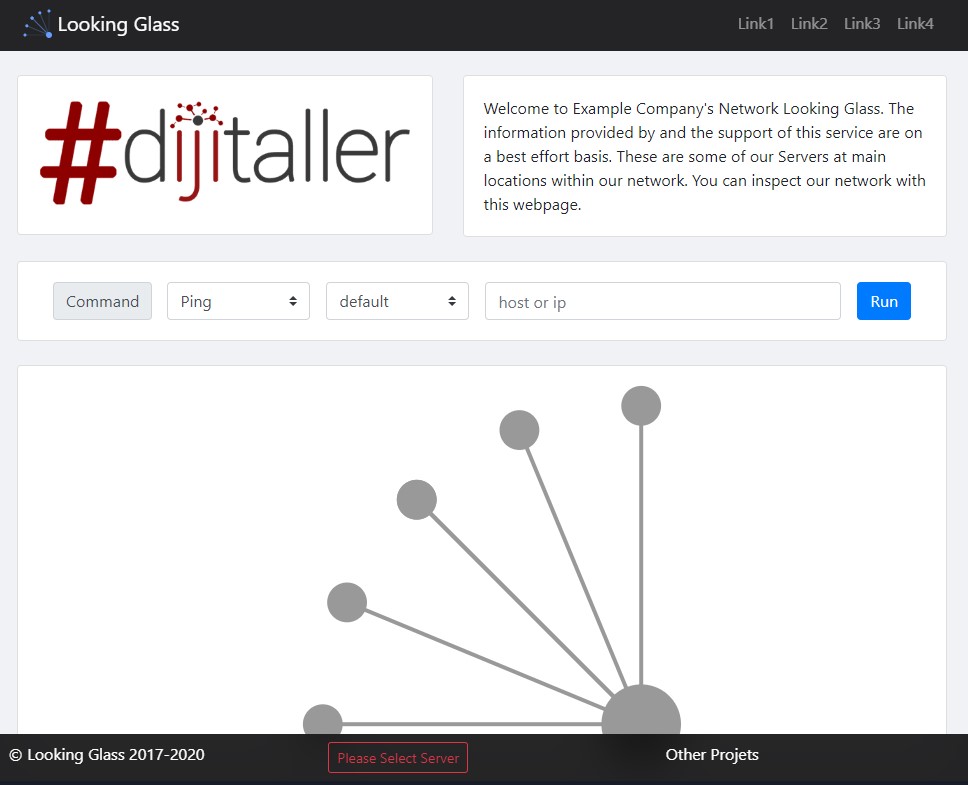 Looking Glass
Link1 Link2 Link3 Link4
#dijitaller
Welcome to Example Company's Network Looking Glass. The
information provided by and the support of this service are on
a best effort basis. These are some of our Servers at main
locations within our network. You can inspect our network with
this webpage.
Command Ping default host or ip Run
© Looking Glass 2017-2020 Please Select Server Other Projets